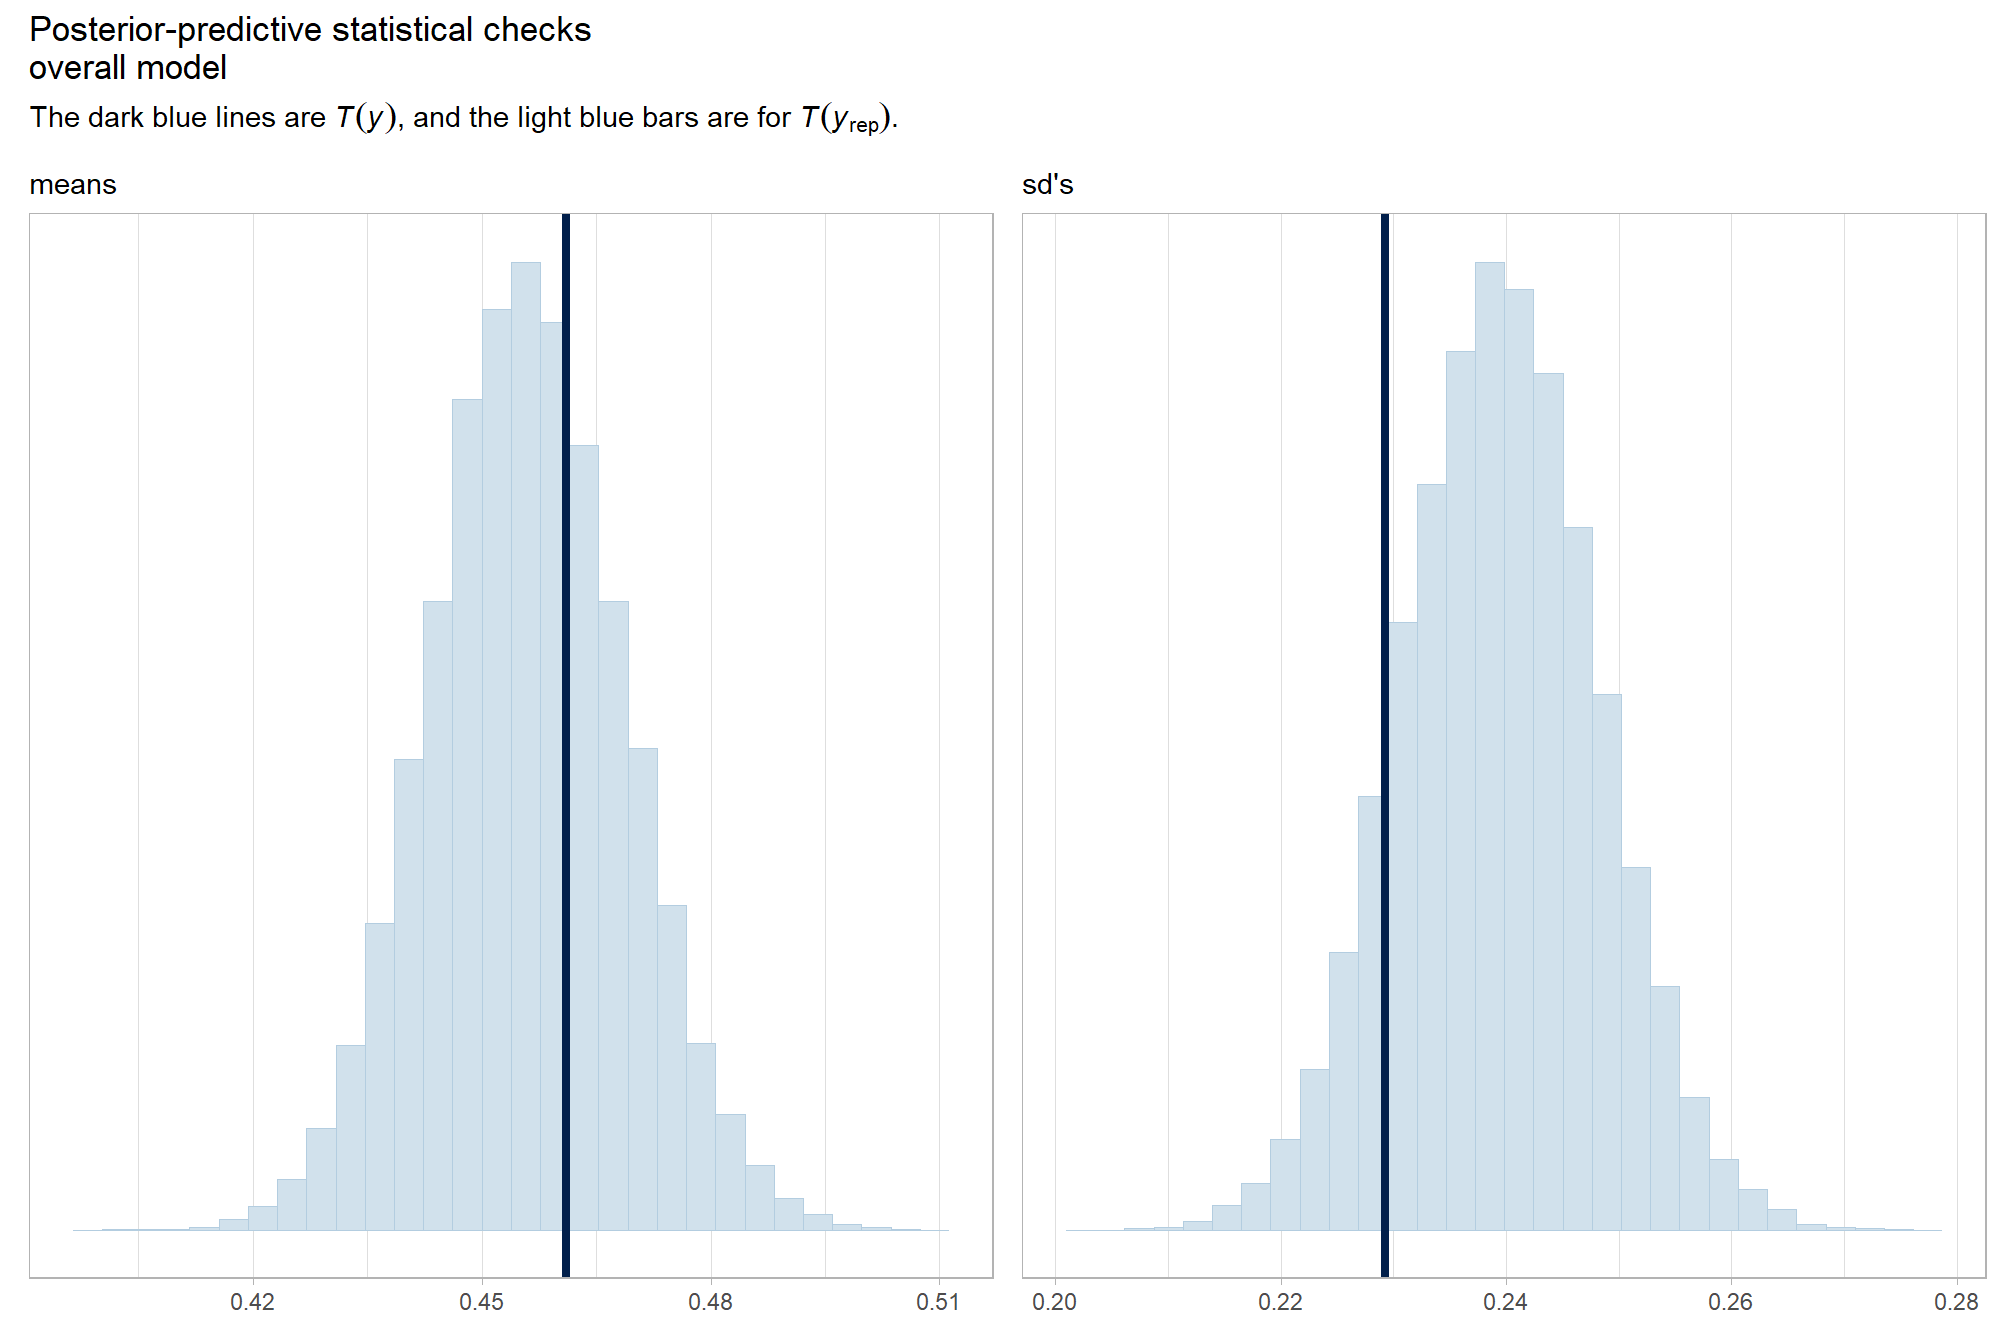 Posterior-predictive statistical checks
overall model
The dark blue lines are T(y), and the light blue bars are for T(yrep).
means
sd's
0.42 0.45 0.48 0.51
0.20 0.22 0.24 0.26 0.28